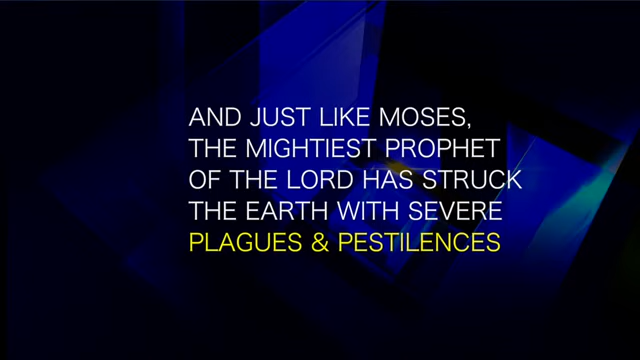 AND JUST LIKE MOSES,
THE MIGHTIEST PROPHET
OF THE LORD HAS STRUCK
THE EARTH WITH SEVERE
PLAGUES & PESTILENCES